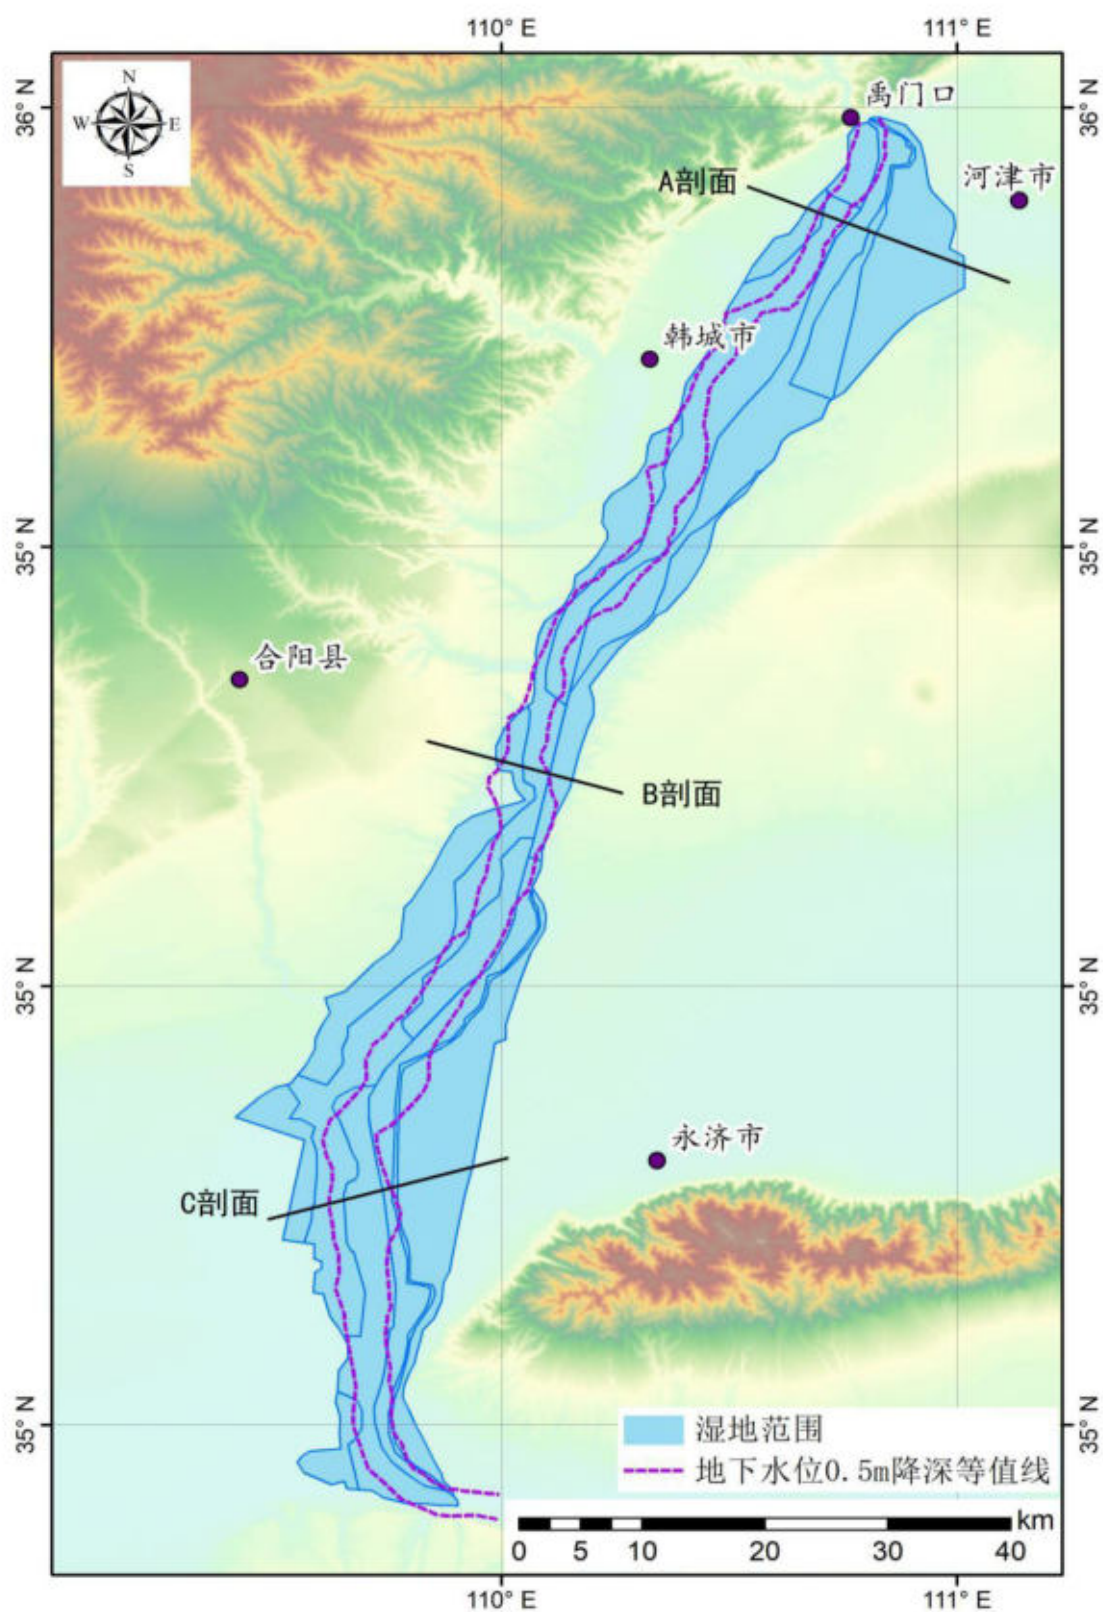 110° E 111° E
N
W E
S
36° N 36° N
禹门口
河津市
A剖面
韩城市
35° N 35° N
合阳县
B剖面
35° N 35° N
永济市
C剖面
35° N 35° N
湿地范围
地下水位0.5m降深等值线
km
0 5 10 20 30 40
110° E 111° E